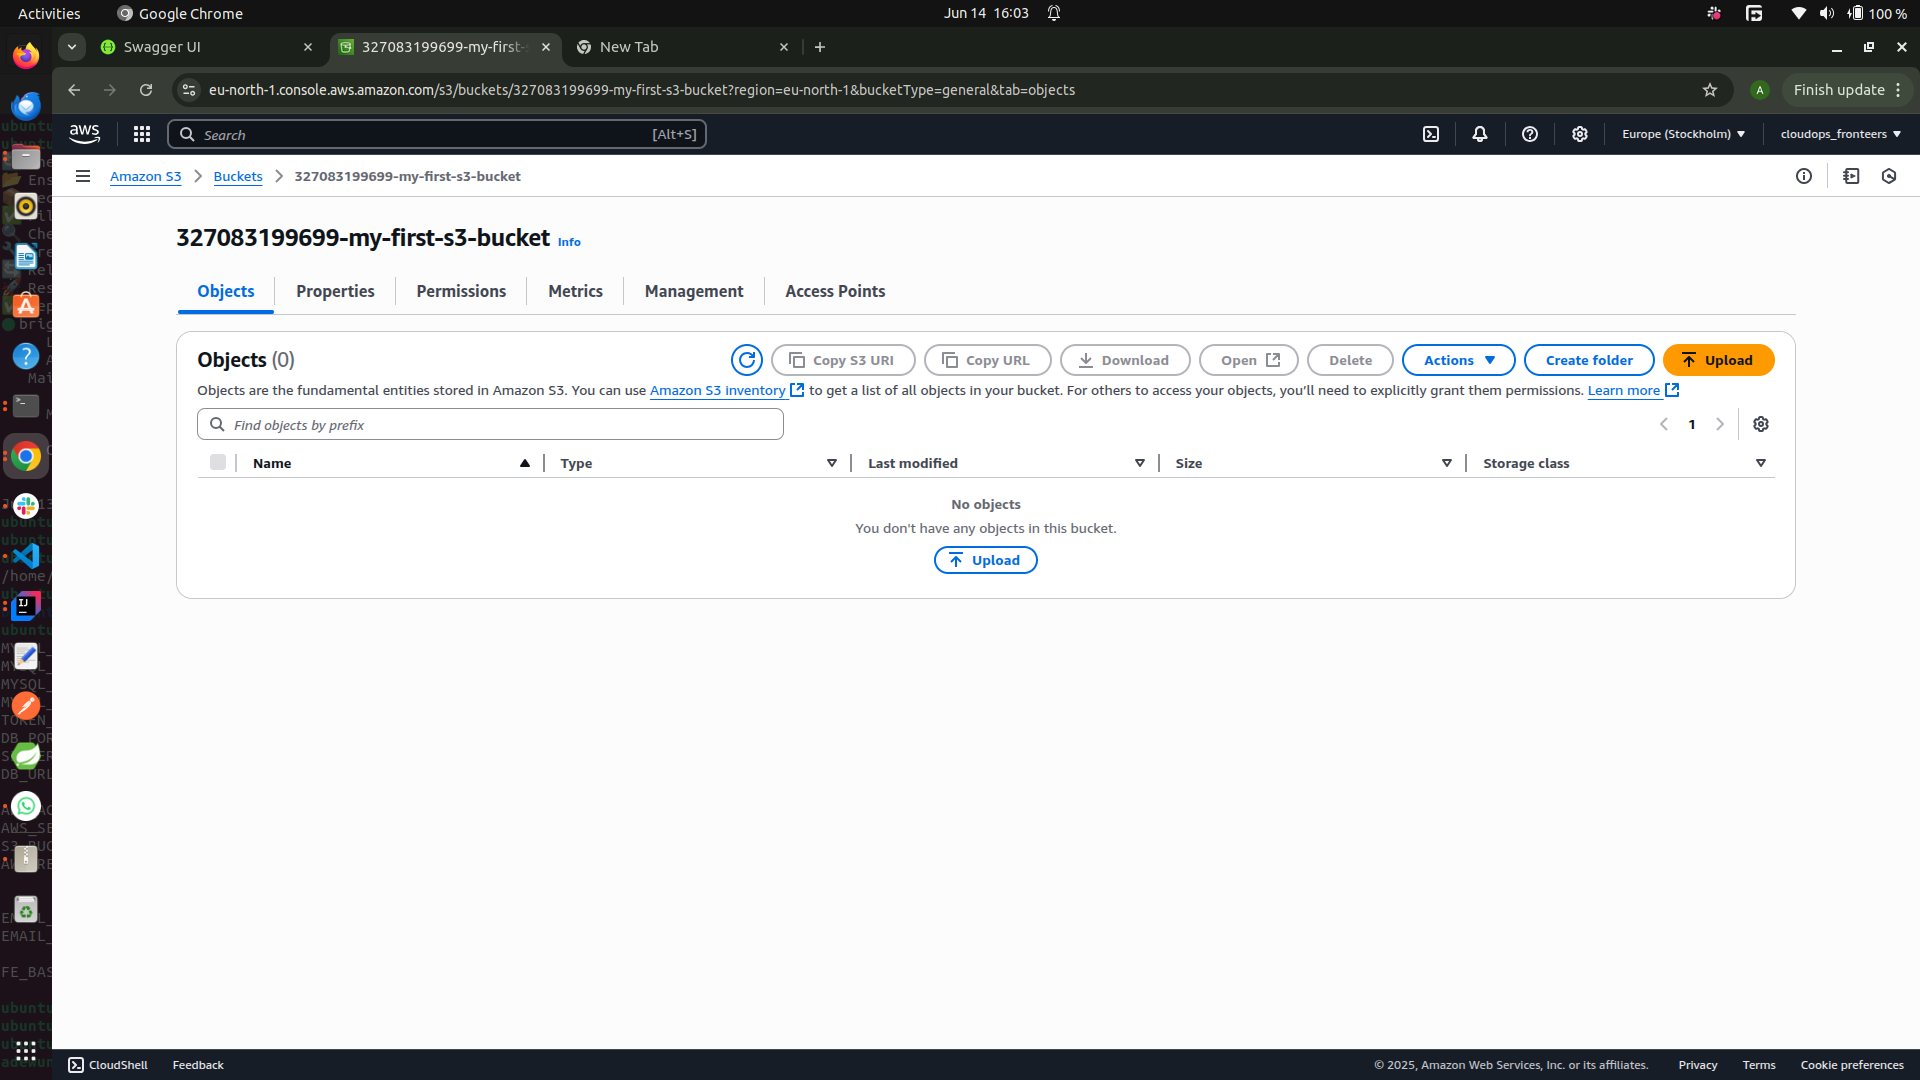 Activities
Google Chrome
Jun 14 16:03
100 %
Swagger UI
327083199699-my-first-
New Tab
eu-north-1.console.aws.amazon.com/s3/buckets/327083199699-my-first-s3-bucket?region=eu-north-1&bucketType=general&tab=objects
A
Finish update
aws
Search
[Alt+S]
Europe (Stockholm)
cloudops_fronteers
Amazon S3
Buckets
327083199699-my-first-s3-bucket
327083199699-my-first-s3-bucket Info
Objects
Properties
Permissions
Metrics
Management
Access Points
Objects (0)
Copy S3 URI
Copy URL
Download
Open
Delete
Actions
Create folder
Upload
Objects are the fundamental entities stored in Amazon S3. You can use Amazon S3 inventory to get a list of all objects in your bucket. For others to access your objects, you'll need to explicitly grant them permissions. Learn more
Find objects by prefix
1
Name
Type
Last modified
Size
Storage class
No objects
You don't have any objects in this bucket.
Upload
CloudShell
Feedback
© 2025, Amazon Web Services, Inc. or its affiliates.
Privacy
Terms
Cookie preferences